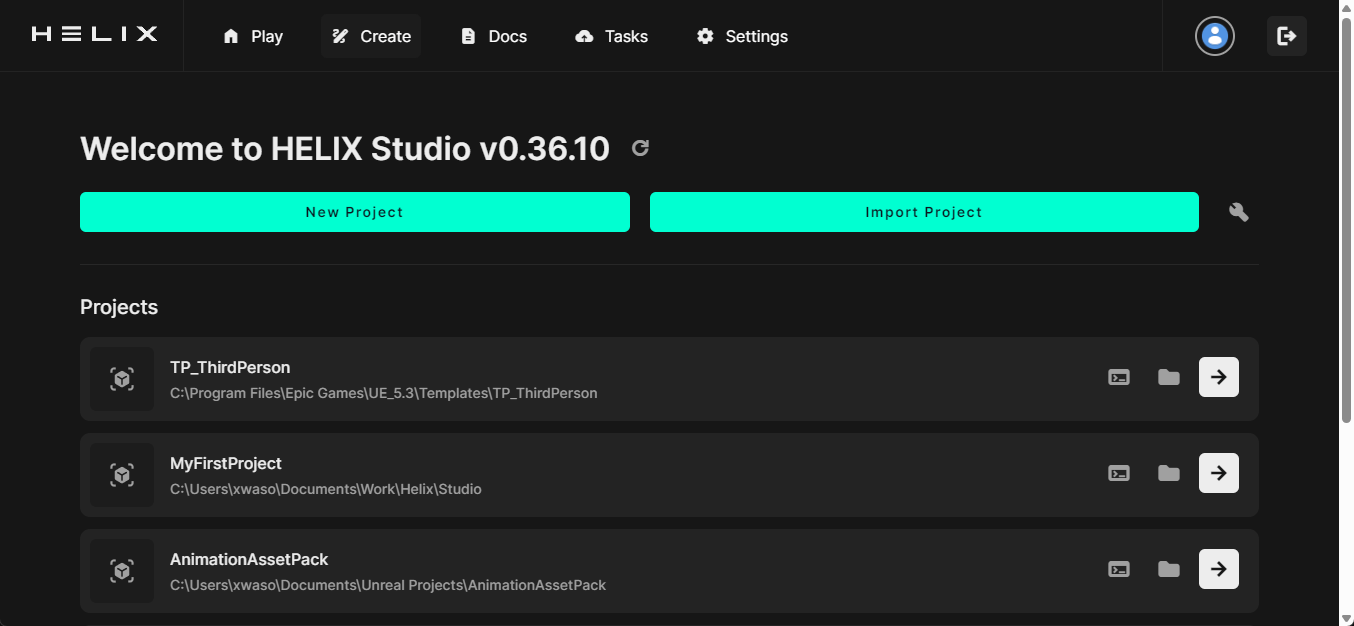 HELIX
Play
Create
Docs
Tasks
Settings
Welcome to HELIX Studio v0.36.10
New Project
Import Project
Projects
TP_ThirdPerson
C:\Program Files\Epic Games\UE_5.3\Templates\TP_ThirdPerson
MyFirstProject
C:\Users\xwaso\Documents\Work\Helix\Studio
AnimationAssetPack
C:\Users\xwaso\Documents\Unreal Projects\AnimationAssetPack